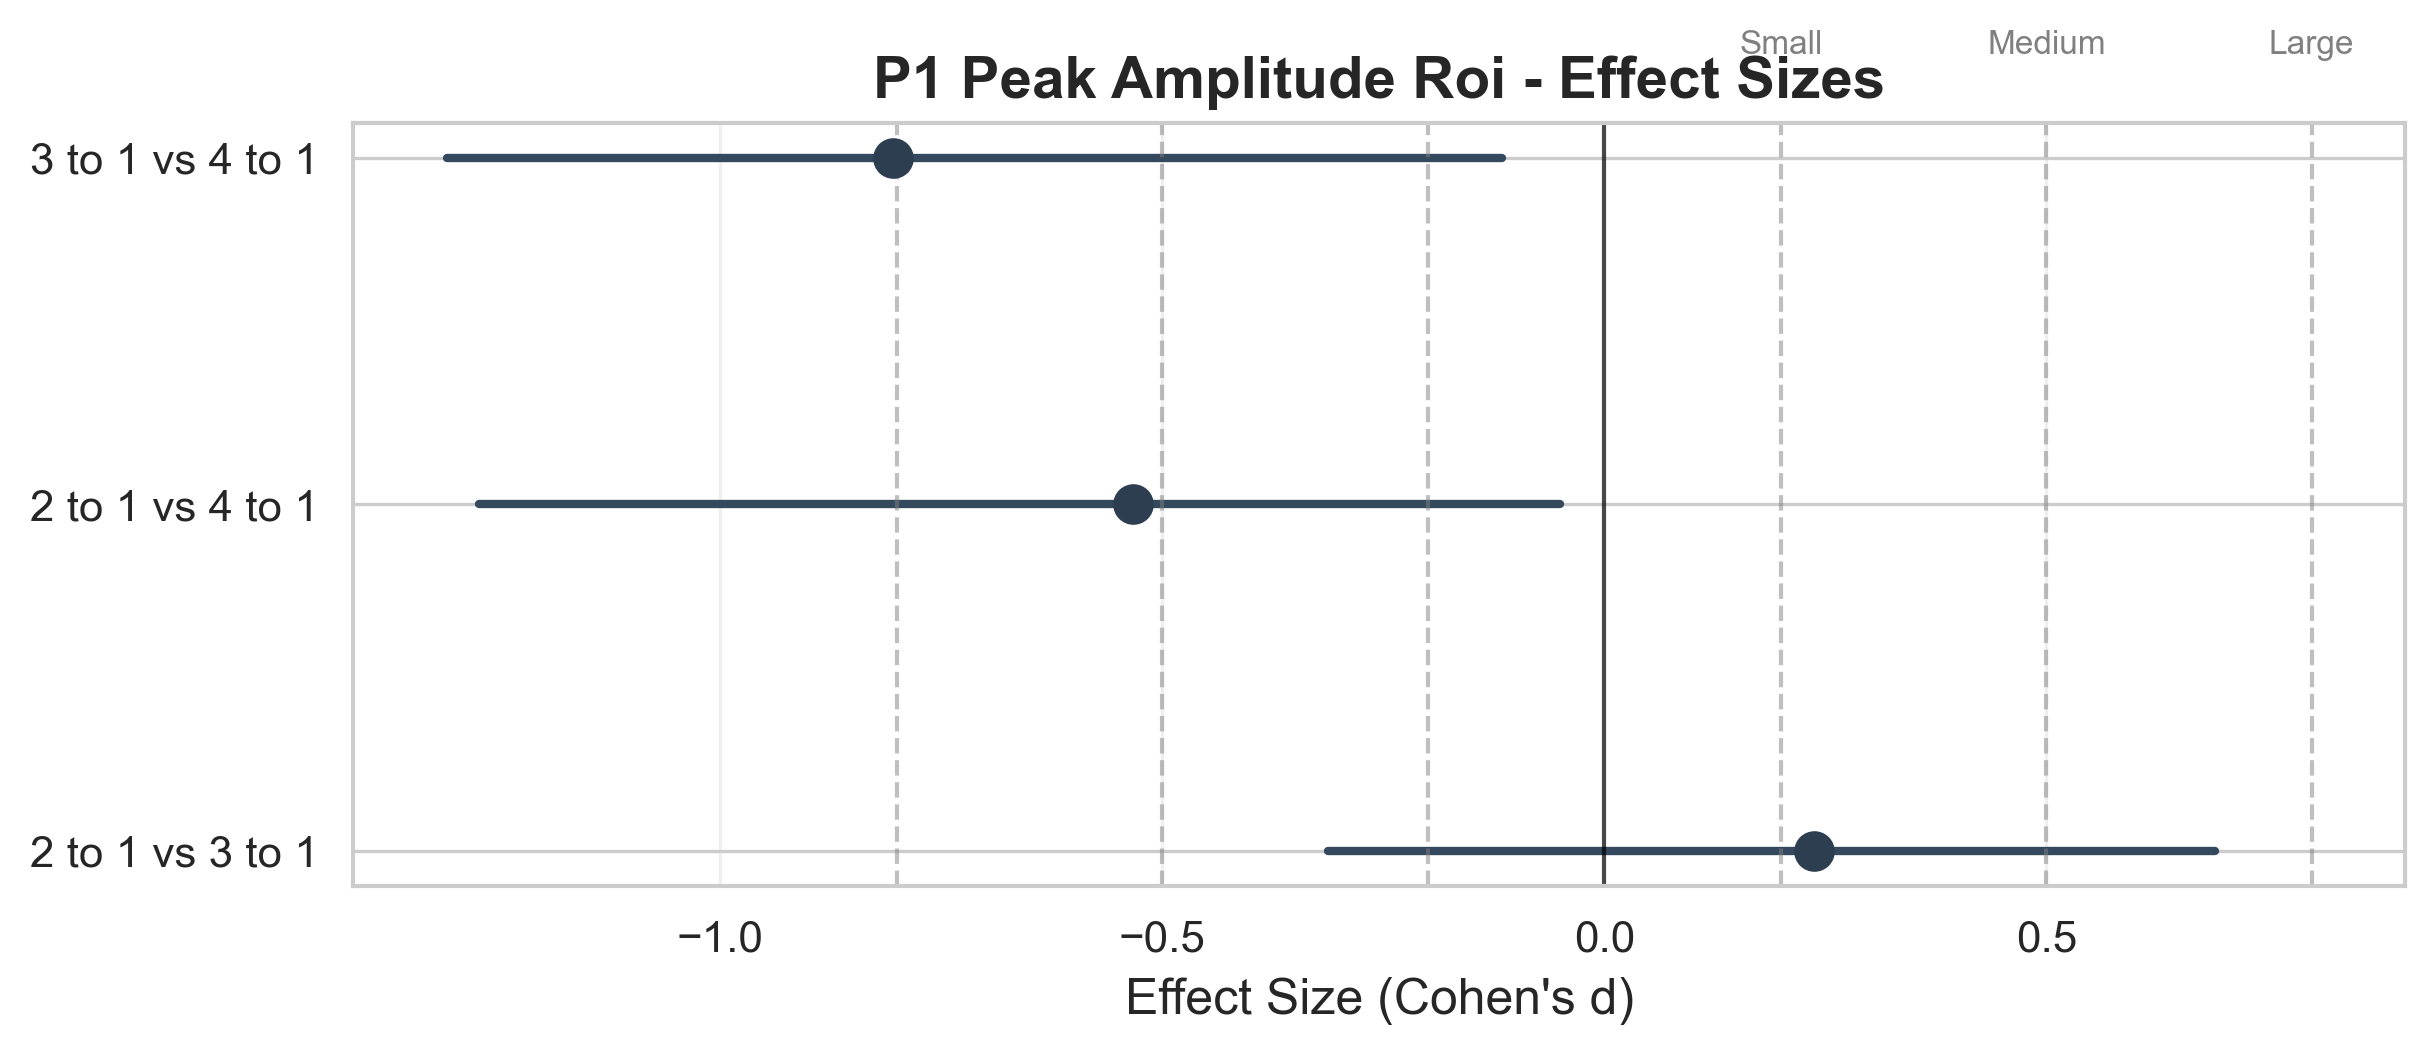 Small Medium Large
P1 Peak Amplitude Roi - Effect Sizes
3 to 1 vs 4 to 1
2 to 1 vs 4 to 1
2 to 1 vs 3 to 1
−1.0 −0.5 0.0 0.5
Effect Size (Cohen's d)